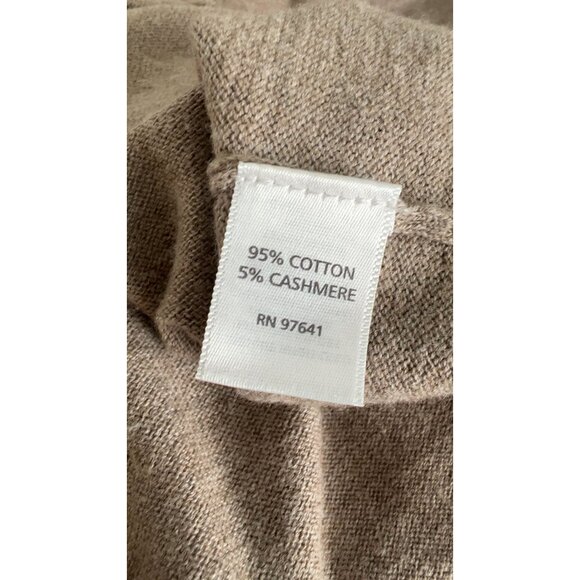 95% COTTON
5% CASHMERE
RN 97641